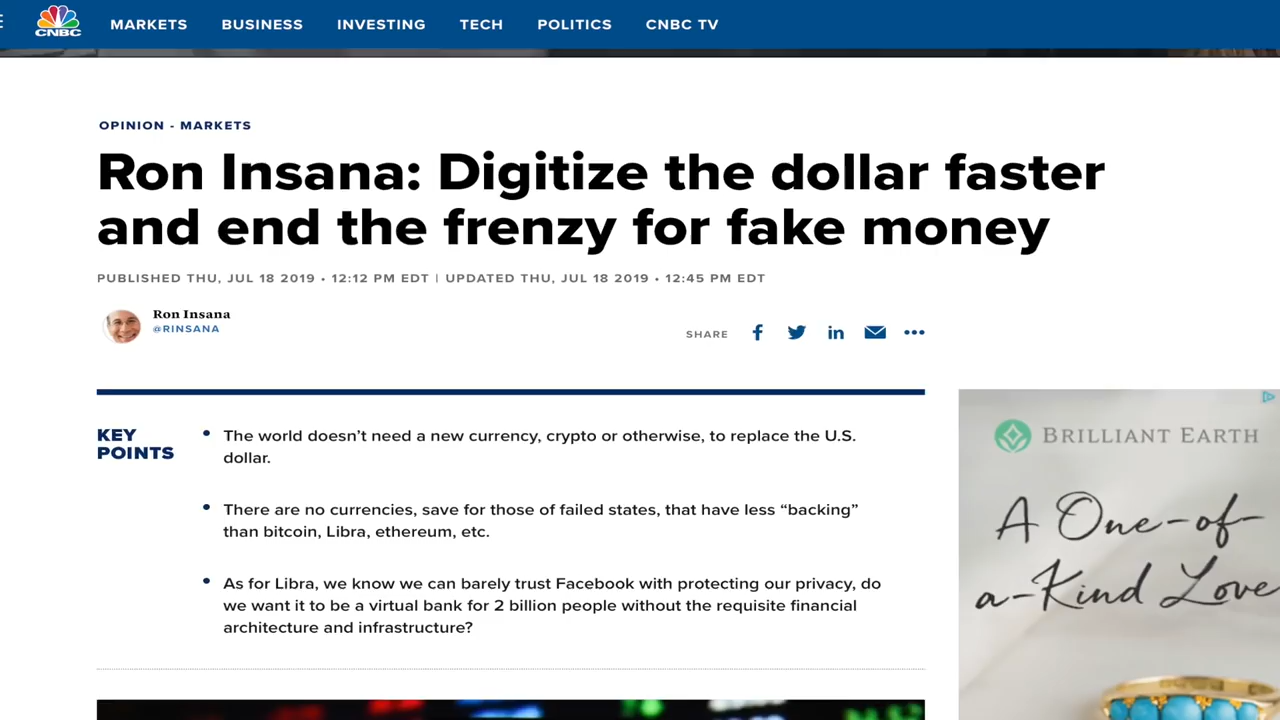 CNBC
MARKETS
BUSINESS
INVESTING
TECH
POLITICS
CNBC TV
OPINION - MARKETS
Ron Insana: Digitize the dollar faster
and end the frenzy for fake money
PUBLISHED THU, JUL 18 2019 • 12:12 PM EDT | UPDATED THU, JUL 18 2019 • 12:45 PM EDT
Ron Insana
@RINSANA
SHARE
KEY
POINTS
• The world doesn’t need a new currency, crypto or otherwise, to replace the U.S.
dollar.
• There are no currencies, save for those of failed states, that have less “backing”
than bitcoin, Libra, ethereum, etc.
• As for Libra, we know we can barely trust Facebook with protecting our privacy, do
we want it to be a virtual bank for 2 billion people without the requisite financial
architecture and infrastructure?
BRILLIANT EARTH
A One-of-
a-Kind Love